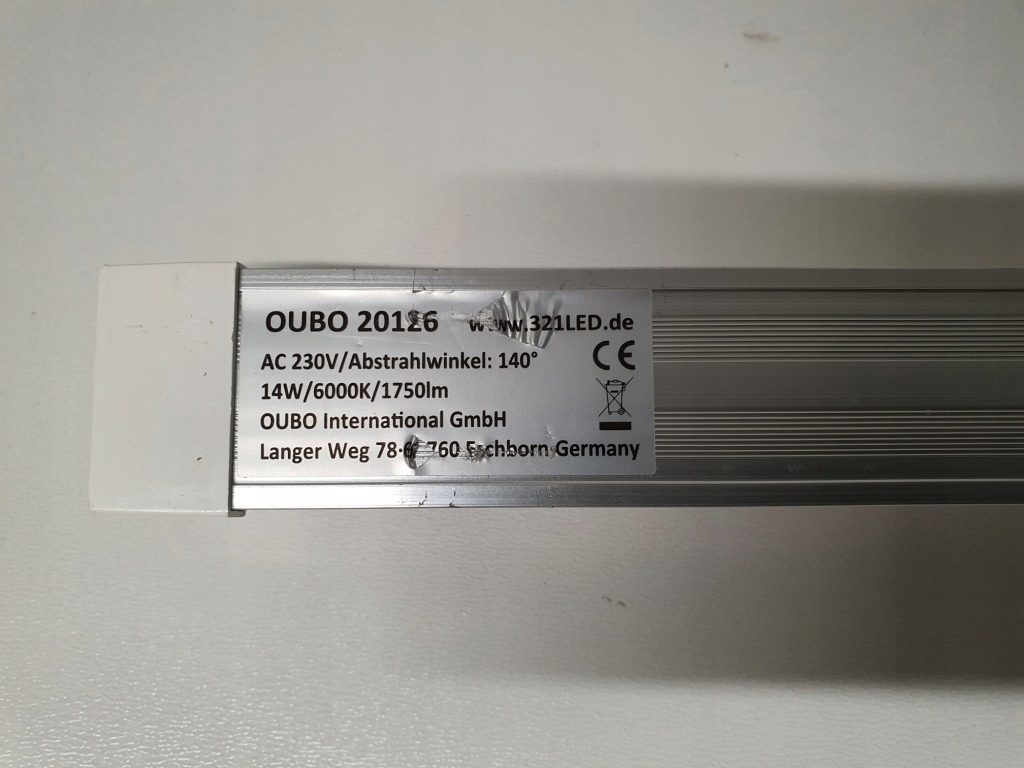 OUBO 20126 www.321LED.de
AC 230V/Abstrahlwinkel: 140°
CE
14W/6000K/1750lm
OUBO International GmbH
Langer Weg 78 Eschborn Germany